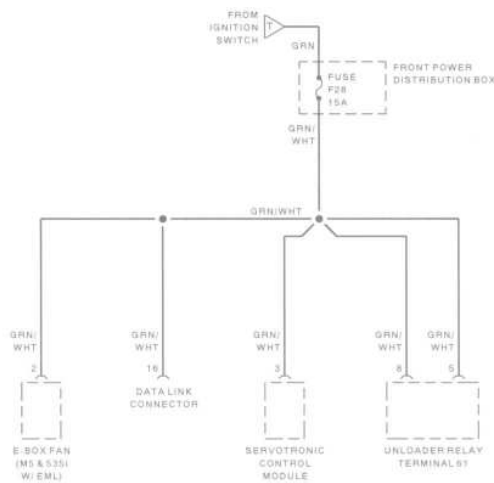 FROM
IGNITION
SWITCH
T
GRN
FUSE
F28
15A
FRONT POWER
DISTRIBUTION BOX
GRN/
WHT
GRN/WHT
GRN/
WHT
GRN/
WHT
GRN/
WHT
GRN/
WHT
GRN/
WHT
2
16
3
8
5
DATA LINK
CONNECTOR
E-BOX FAN
(M5 & 535i
W/ EML)
SERVOTRONIC
CONTROL
MODULE
UNLOADER RELAY
TERMINAL 61